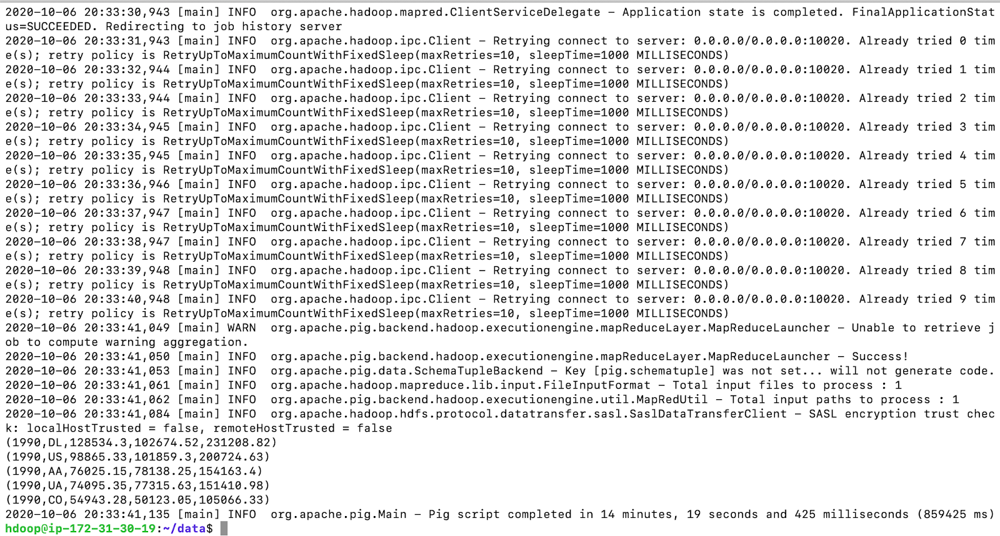 2020-10-06 20:33:30,943 [main] INFO  org.apache.hadoop.mapred.ClientServiceDelegate - Application state is completed. FinalApplicationStat
us=SUCCEEDED. Redirecting to job history server
2020-10-06 20:33:31,943 [main] INFO  org.apache.hadoop.ipc.Client - Retrying connect to server: 0.0.0.0/0.0.0.0:10020. Already tried 0 tim
e(s); retry policy is RetryUpToMaximumCountWithFixedSleep(maxRetries=10, sleepTime=1000 MILLISECONDS)
2020-10-06 20:33:32,944 [main] INFO  org.apache.hadoop.ipc.Client - Retrying connect to server: 0.0.0.0/0.0.0.0:10020. Already tried 1 tim
e(s); retry policy is RetryUpToMaximumCountWithFixedSleep(maxRetries=10, sleepTime=1000 MILLISECONDS)
2020-10-06 20:33:33,944 [main] INFO  org.apache.hadoop.ipc.Client - Retrying connect to server: 0.0.0.0/0.0.0.0:10020. Already tried 2 tim
e(s); retry policy is RetryUpToMaximumCountWithFixedSleep(maxRetries=10, sleepTime=1000 MILLISECONDS)
2020-10-06 20:33:34,945 [main] INFO  org.apache.hadoop.ipc.Client - Retrying connect to server: 0.0.0.0/0.0.0.0:10020. Already tried 3 tim
e(s); retry policy is RetryUpToMaximumCountWithFixedSleep(maxRetries=10, sleepTime=1000 MILLISECONDS)
2020-10-06 20:33:35,945 [main] INFO  org.apache.hadoop.ipc.Client - Retrying connect to server: 0.0.0.0/0.0.0.0:10020. Already tried 4 tim
e(s); retry policy is RetryUpToMaximumCountWithFixedSleep(maxRetries=10, sleepTime=1000 MILLISECONDS)
2020-10-06 20:33:36,946 [main] INFO  org.apache.hadoop.ipc.Client - Retrying connect to server: 0.0.0.0/0.0.0.0:10020. Already tried 5 tim
e(s); retry policy is RetryUpToMaximumCountWithFixedSleep(maxRetries=10, sleepTime=1000 MILLISECONDS)
2020-10-06 20:33:37,947 [main] INFO  org.apache.hadoop.ipc.Client - Retrying connect to server: 0.0.0.0/0.0.0.0:10020. Already tried 6 tim
e(s); retry policy is RetryUpToMaximumCountWithFixedSleep(maxRetries=10, sleepTime=1000 MILLISECONDS)
2020-10-06 20:33:38,947 [main] INFO  org.apache.hadoop.ipc.Client - Retrying connect to server: 0.0.0.0/0.0.0.0:10020. Already tried 7 tim
e(s); retry policy is RetryUpToMaximumCountWithFixedSleep(maxRetries=10, sleepTime=1000 MILLISECONDS)
2020-10-06 20:33:39,948 [main] INFO  org.apache.hadoop.ipc.Client - Retrying connect to server: 0.0.0.0/0.0.0.0:10020. Already tried 8 tim
e(s); retry policy is RetryUpToMaximumCountWithFixedSleep(maxRetries=10, sleepTime=1000 MILLISECONDS)
2020-10-06 20:33:40,948 [main] INFO  org.apache.hadoop.ipc.Client - Retrying connect to server: 0.0.0.0/0.0.0.0:10020. Already tried 9 tim
e(s); retry policy is RetryUpToMaximumCountWithFixedSleep(maxRetries=10, sleepTime=1000 MILLISECONDS)
2020-10-06 20:33:41,049 [main] WARN  org.apache.pig.backend.hadoop.executionengine.mapReduceLayer.MapReduceLauncher - Unable to retrieve j
ob to compute warning aggregation.
2020-10-06 20:33:41,050 [main] INFO  org.apache.pig.backend.hadoop.executionengine.mapReduceLayer.MapReduceLauncher - Success!
2020-10-06 20:33:41,053 [main] INFO  org.apache.pig.data.SchemaTupleBackend - Key [pig.schematuple] was not set... will not generate code.
2020-10-06 20:33:41,061 [main] INFO  org.apache.hadoop.mapreduce.lib.input.FileInputFormat - Total input files to process : 1
2020-10-06 20:33:41,062 [main] INFO  org.apache.pig.backend.hadoop.executionengine.util.MapRedUtil - Total input paths to process : 1
2020-10-06 20:33:41,084 [main] INFO  org.apache.hadoop.hdfs.protocol.datatransfer.sasl.SaslDataTransferClient - SASL encryption trust chec
k: localHostTrusted = false, remoteHostTrusted = false
(1990,DL,128534.3,102674.52,231208.82)
(1990,US,98865.33,101859.3,200724.63)
(1990,AA,76025.15,78138.25,154163.4)
(1990,UA,74095.35,77315.63,151410.98)
(1990,CO,54943.28,50123.05,105066.33)
2020-10-06 20:33:41,135 [main] INFO  org.apache.pig.Main - Pig script completed in 14 minutes, 19 seconds and 425 milliseconds (859425 ms)
hdoop@ip-172-31-30-19:~/data$